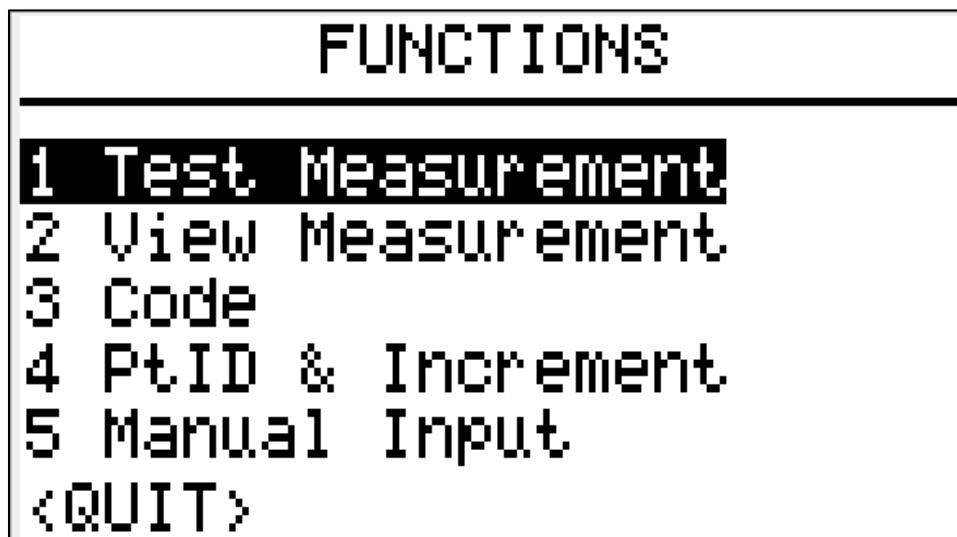 FUNCTIONS
1 Test Measurement
2 View Measurement
3 Code
4 PtID & Increment
5 Manual Input
<QUIT>